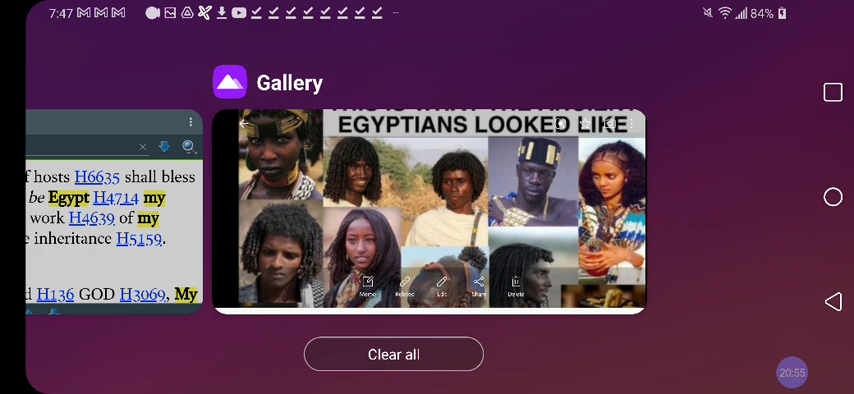 7:47
84%
Gallery
EGYPTIANS LOOKED LIKE
f hosts H6635 shall bless
be Egypt H4714 my
work H4639 of my
e inheritance H5159.
d H136 GOD H3069, My
Memo Related Edit Share Delete
Clear all
20:55